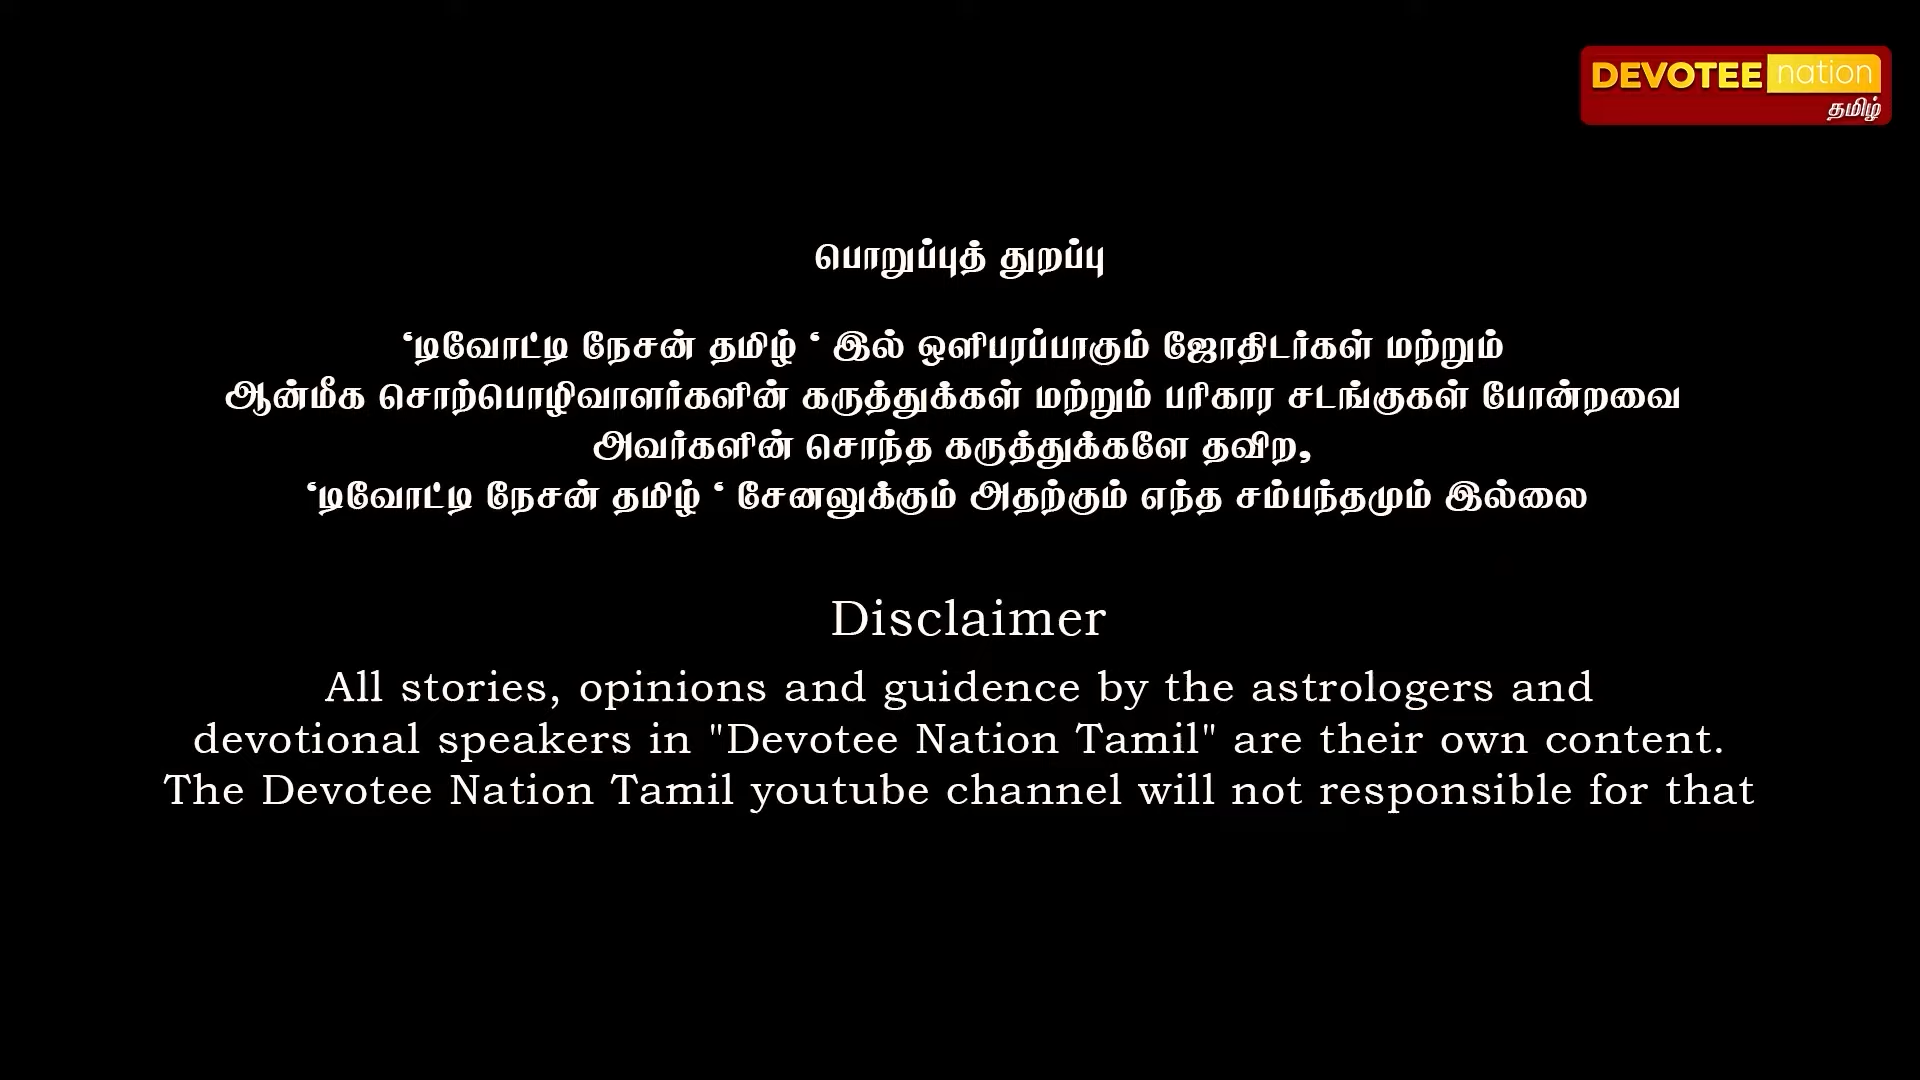 DEVOTEE nation
தமிழ்
பொறுப்புத் துறப்பு
‘டிவோட்டி நேசன் தமிழ் ‘ இல் ஒளிபரப்பாகும் ஜோதிடர்கள் மற்றும்
ஆன்மீக சொற்பொழிவாளர்களின் கருத்துக்கள் மற்றும் பரிகார சடங்குகள் போன்றவை
அவர்களின் சொந்த கருத்துக்களே தவிற,
‘டிவோட்டி நேசன் தமிழ் ‘ சேனலுக்கும் அதற்கும் எந்த சம்பந்தமும் இல்லை
Disclaimer
All stories, opinions and guidence by the astrologers and
devotional speakers in "Devotee Nation Tamil" are their own content.
The Devotee Nation Tamil youtube channel will not responsible for that